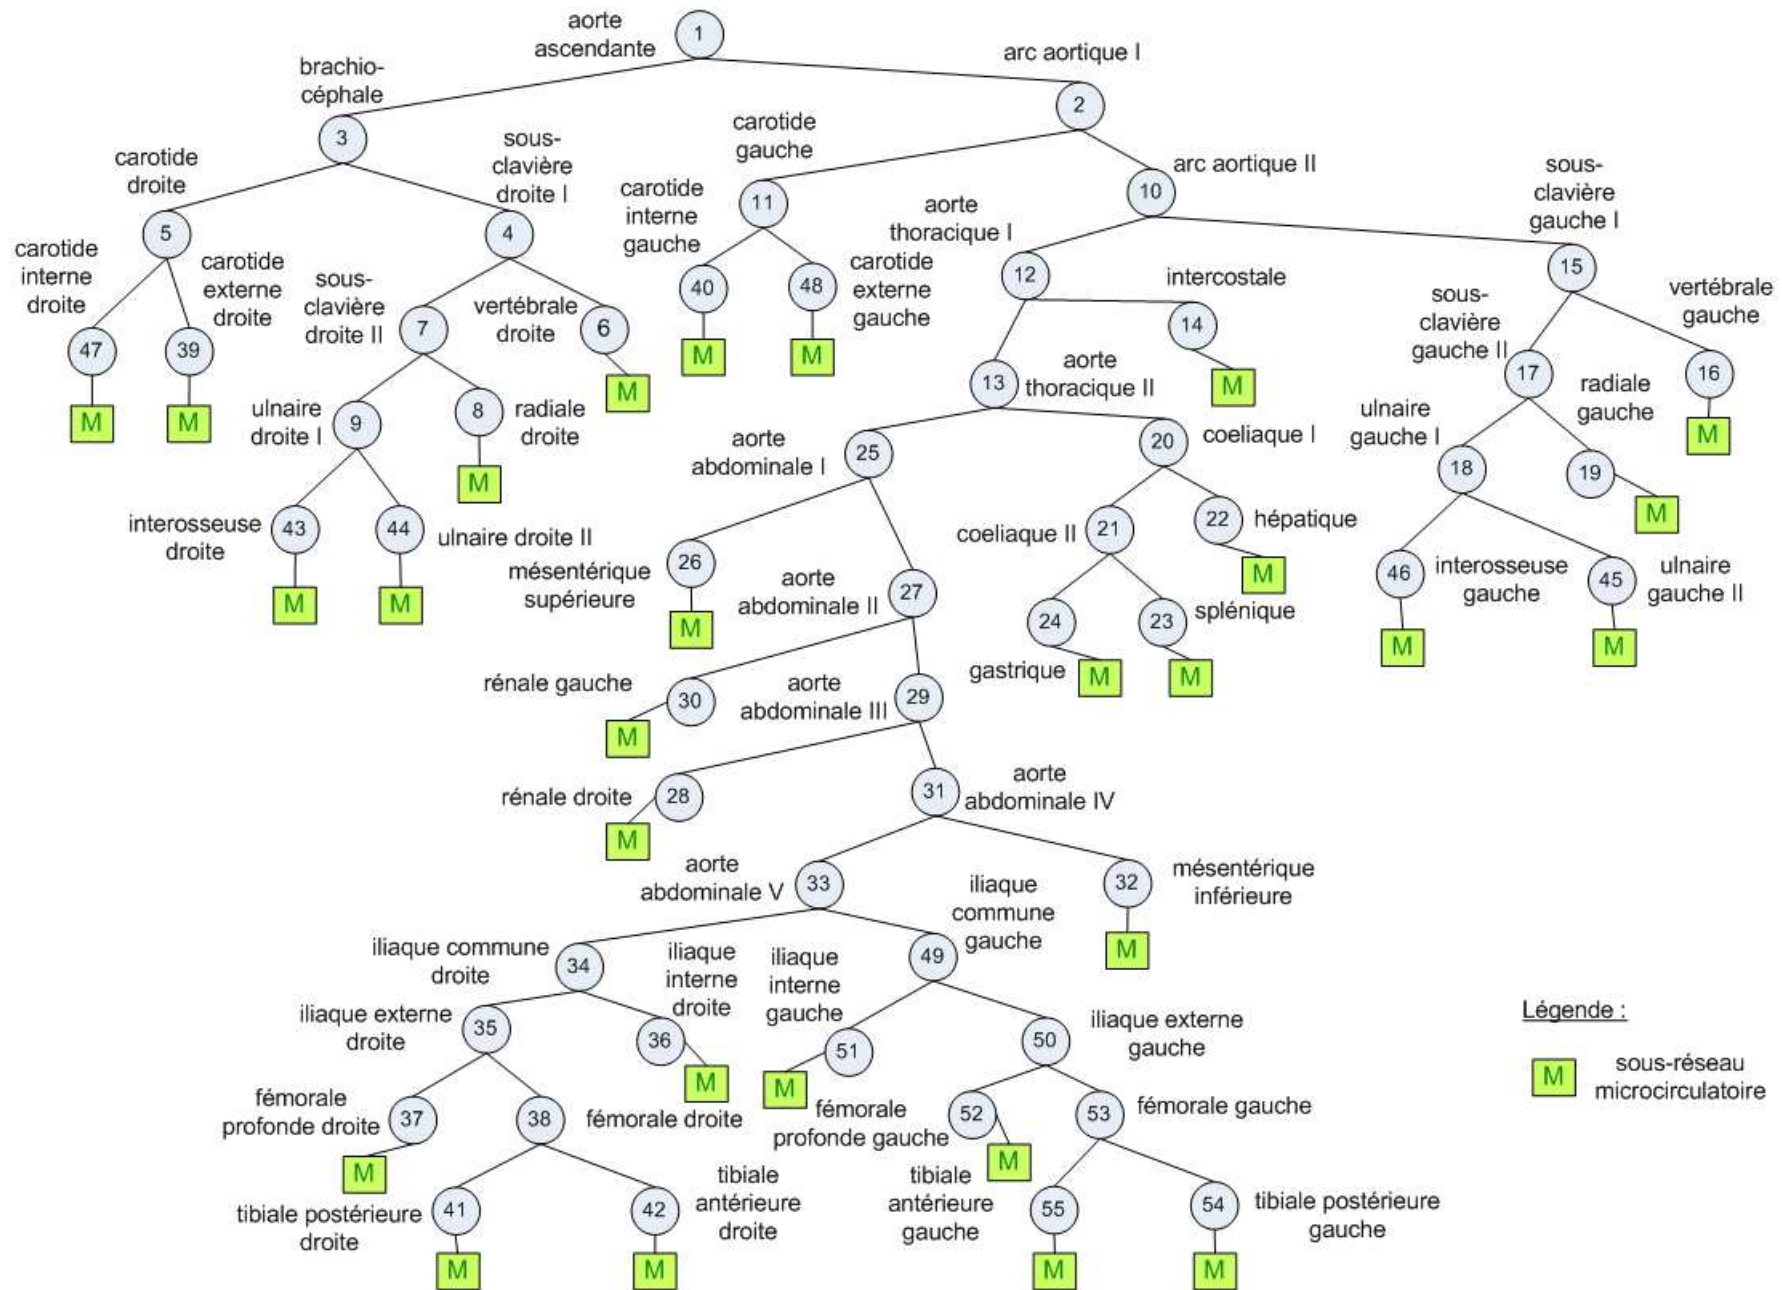 aorte
ascendante
1
arc aortique I
brachio-
céphale
2
3
carotide
gauche
sous-
clavière
droite I
carotide
droite
arc aortique II
sous-
clavière
gauche I
10
carotide
interne
gauche
11
aorte
thoracique I
5
4
carotide
interne
droite
carotide
externe
droite
sous-
clavière
droite II
vertébrale
droite
40
48
carotide
externe
gauche
12
intercostale
15
sous-
clavière
gauche II
vertébrale
gauche
7
6
14
47
39
M
M
M
M
M
13
aorte
thoracique II
17
16
radiale
gauche
M
M
M
ulnaire
droite I
9
8
radiale
droite
aorte
abdominale I
25
20
coeliaque I
ulnaire
gauche I
18
19
M
M
interosseuse
droite
43
44
ulnaire droite II
coeliaque II
21
22
hépatique
mésentérique
supérieure
26
aorte
abdominale II
27
M
46
interosseuse
gauche
45
ulnaire
gauche II
M
M
M
24
23
splénique
M
M
gastrique
M
M
rénale gauche
30
aorte
abdominale III
29
M
rénale droite
28
31
aorte
abdominale IV
M
aorte
abdominale V
33
32
mésentérique
inférieure
iliaque
commune
gauche
M
iliaque commune
droite
34
iliaque
interne
droite
iliaque
interne
gauche
49
iliaque externe
droite
35
36
51
50
iliaque externe
gauche
Légende :
M
sous-réseau
microcirculatoire
M
M
fémorale
profonde droite
37
38
fémorale droite
fémorale
profonde gauche
52
53
fémorale gauche
M
M
tibiale postérieure
droite
41
42
tibiale
antérieure
droite
tibiale
antérieure
gauche
55
54
tibiale postérieure
gauche
M
M
M
M